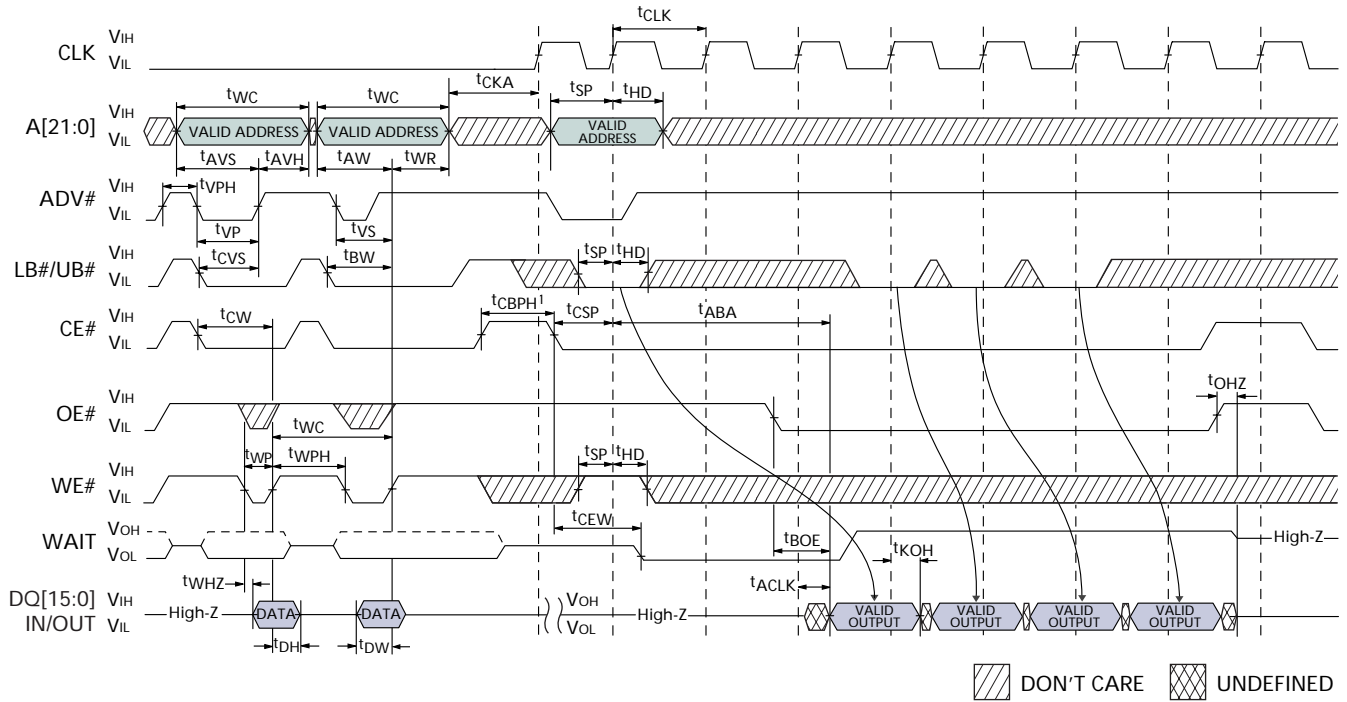 tCLK
CLK VIH
VIL
tCKA
tWC tWC tSP tHD
A[21:0] VIH
VIL
VALID ADDRESS VALID ADDRESS VALID ADDRESS
tAVS tAVH tAW tWR
ADV# VIH
VIL
tVPH
tVP tVS
LB#/UB# VIH
VIL
tCVS tBW tSP tHD
CE# VIH
VIL
tCW tCBPH1 tCSP tABA
OE# VIH
VIL
tOHZ
tWC
tWP tWPH
WE# VIH
VIL
tSP tHD
WAIT VOH
VOL
tCEW
High-Z
tBOE tKOH
tWHZ tACLK
DQ[15:0] VIH
IN/OUT VIL
High-Z DATA DATA VOH
VOL
High-Z VALID OUTPUT VALID OUTPUT VALID OUTPUT VALID OUTPUT
tDH tDW
DON'T CARE UNDEFINED